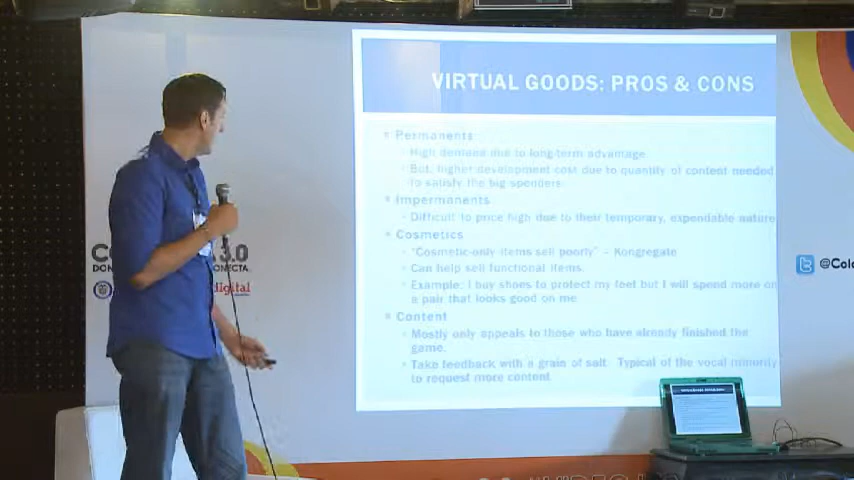 VIRTUAL GOODS: PROS & CONS
Permanents
High demand due to long-term advantage
But, higher development cost due to quantity of content needed
to satisfy the big spenders
Impermanents
Difficult to price high due to their temporary, expendable nature
Cosmetics
"Cosmetic-only items sell poorly" – Kongregate
Can help sell functional items.
Example: I buy shoes to protect my feet but I will spend more on
a pair that looks good on me
Content
Mostly only appeals to those who have already finished the
game.
Take feedback with a grain of salt. Typical of the vocal minority
to request more content
3.0
digital
@Colo